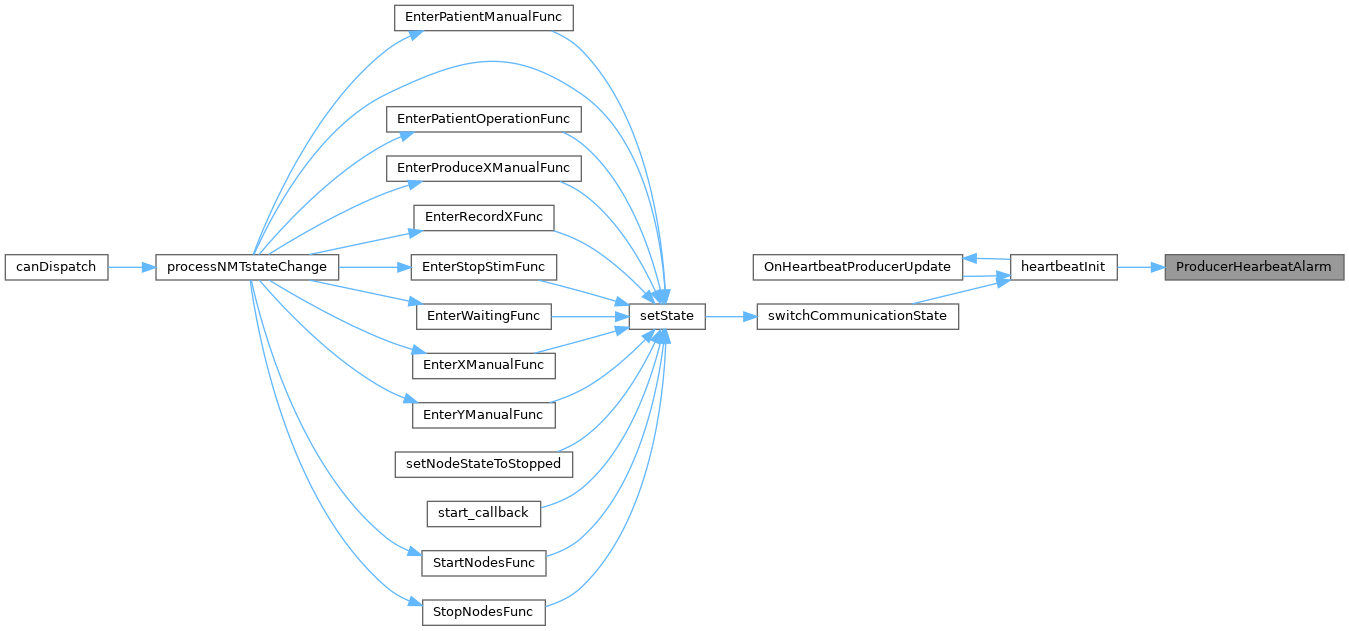 EnterPatientManualFunc
EnterPatientOperationFunc
EnterProduceXManualFunc
EnterRecordXFunc
canDispatch
processNMTstateChange
EnterStopStimFunc
OnHeartbeatProducerUpdate
heartbeatInit
ProducerHearbeatAlarm
EnterWaitingFunc
setState
switchCommunicationState
EnterXManualFunc
EnterYManualFunc
setNodeStateToStopped
start_callback
StartNodesFunc
StopNodesFunc